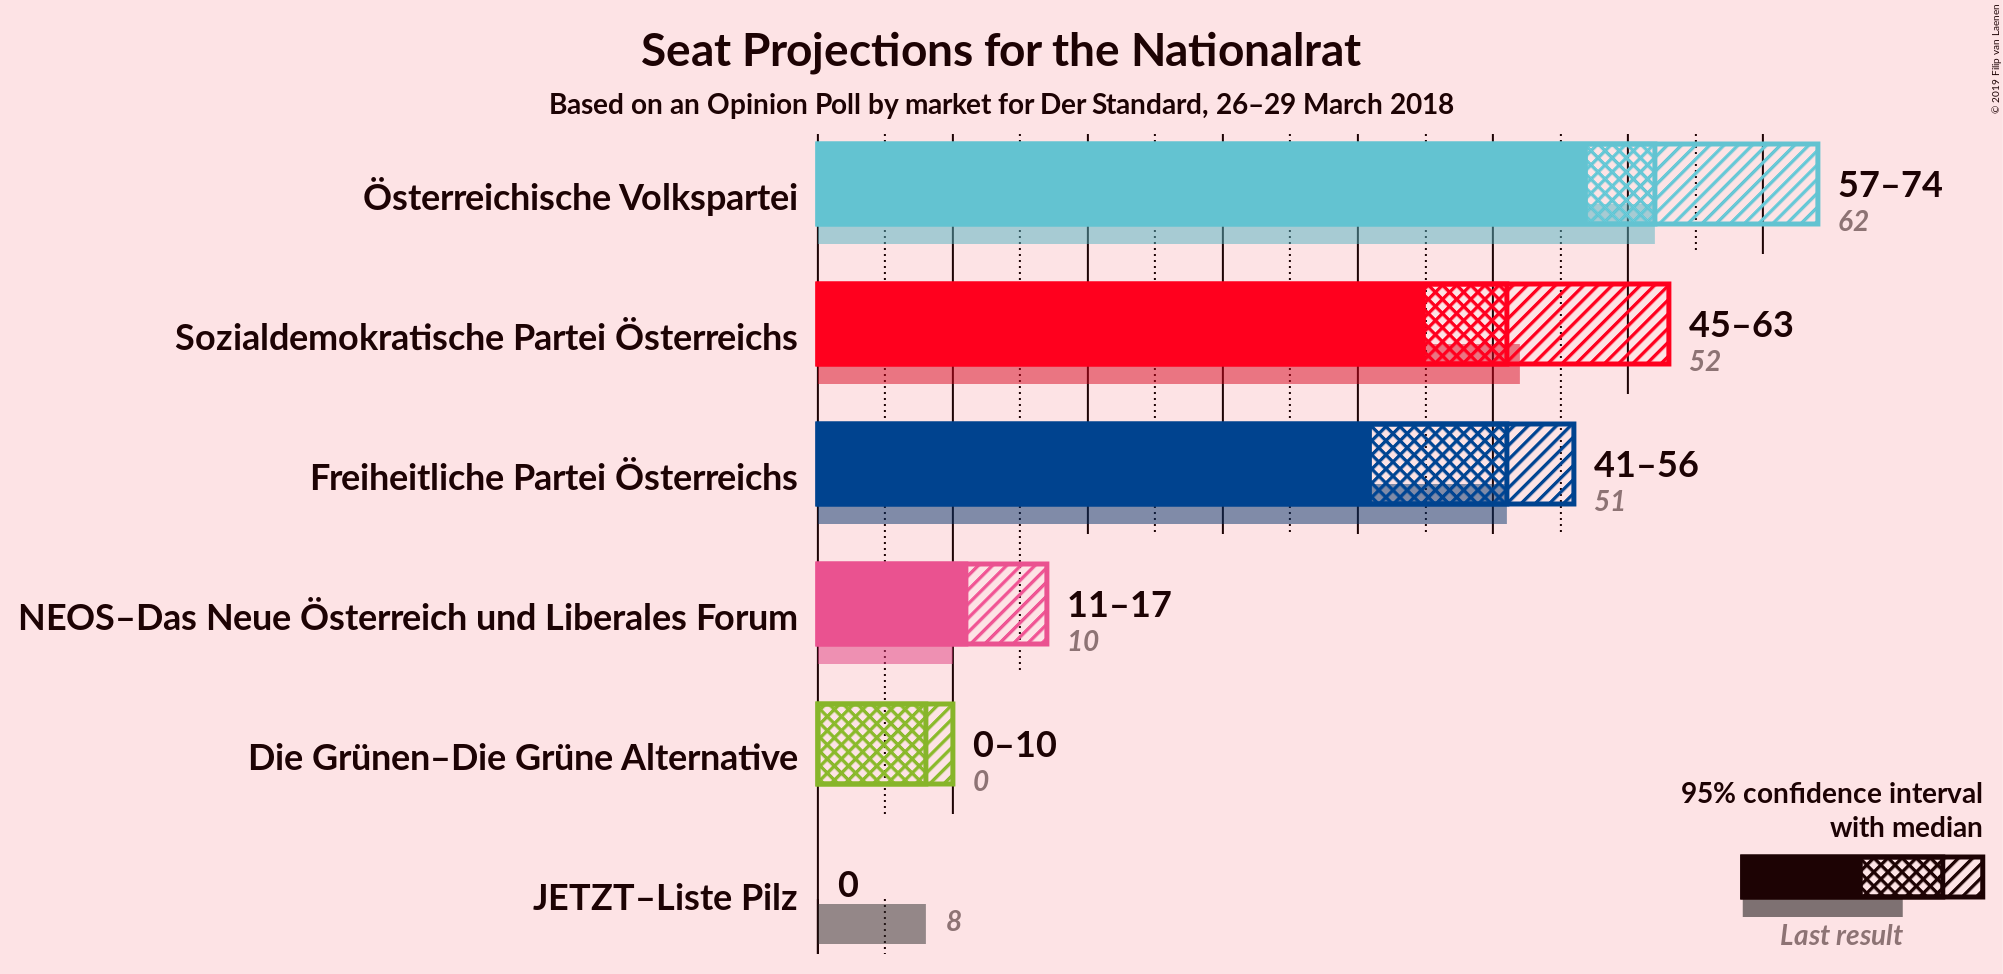 Seat Projections for the Nationalrat
Based on an Opinion Poll by market for Der Standard, 26–29 March 2018
© 2019 Filip van Laenen
Österreichische Volkspartei
57–74
62
Sozialdemokratische Partei Österreichs
45–63
52
Freiheitliche Partei Österreichs
41–56
51
NEOS–Das Neue Österreich und Liberales Forum
11–17
10
Die Grünen–Die Grüne Alternative
0–10
0
JETZT–Liste Pilz
0
8
95% confidence interval
with median
Last result